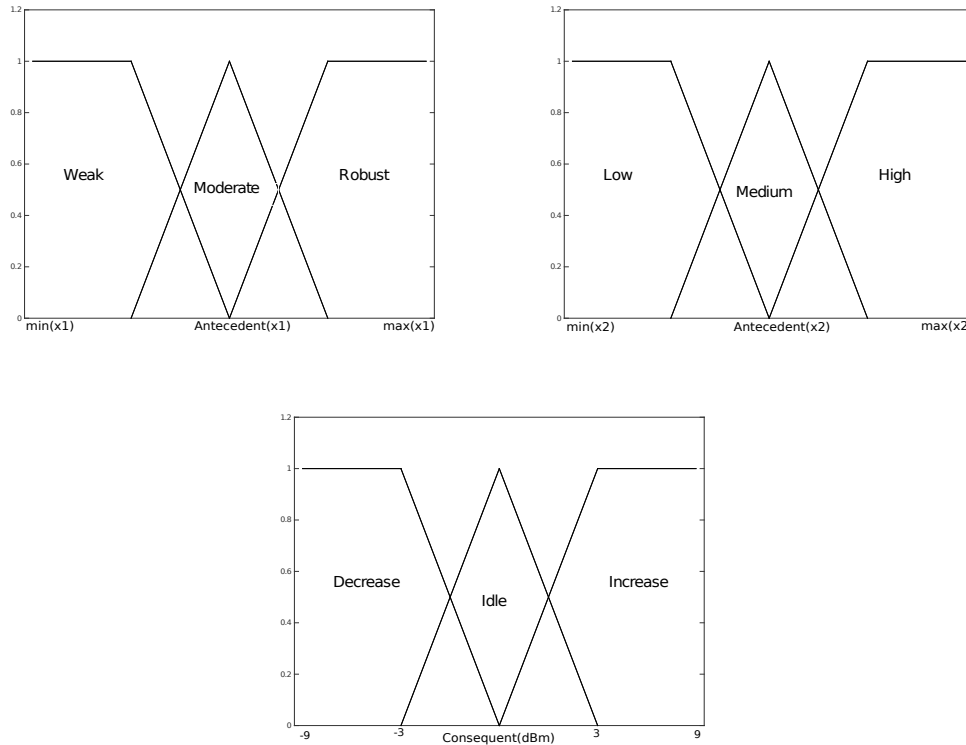 1.2
1
0.8
0.6
0.4
0.2
0
Weak
Moderate
Robust
min(x1)
Antecedent(x1)
max(x1)
1.2
1
0.8
0.6
0.4
0.2
0
Low
Medium
High
min(x2)
Antecedent(x2)
max(x2
1.2
1
0.8
0.6
0.4
0.2
0
Decrease
Idle
Increase
-9
-3
Consequent(dBm)
3
9